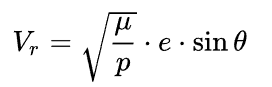 $V_r = \sqrt{\frac{\mu}{p}} \cdot e \cdot \sin \theta$